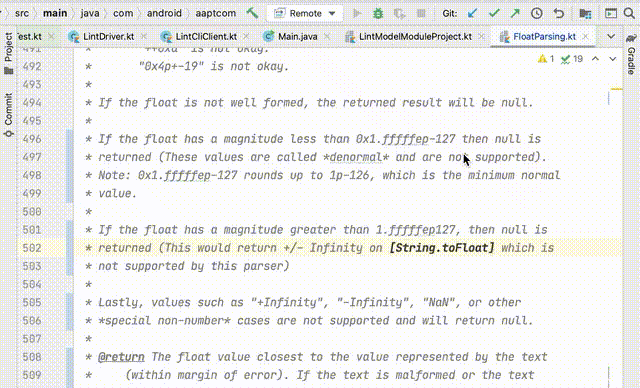 src main java com android aaptcom
Remote
Git:
Test.kt LintDriver.kt LintCliClient.kt Main.java LintModelModuleProject.kt FloatParsing.kt
Project
Commit
Gradle
1 19
491 "++0xa" is not okay.
492 * "0x4p+-19" is not okay.
493 *
494 * If the float is not well formed, the returned result will be null.
495 *
496 * If the float has a magnitude less than 0x1.fffffep-127 then null is
497 * returned (These values are called *denormal* and are not supported).
498 * Note: 0x1.fffffep-127 rounds up to 1p-126, which is the minimum normal
499 * value.
500 *
501 * If the float has a magnitude greater than 1.fffffep127, then null is
502 * returned (This would return +/- Infinity on [String.toFloat] which is
503 * not supported by this parser)
504 *
505 * Lastly, values such as "+Infinity", "-Infinity", "NaN", or other
506 * *special non-number* cases are not supported and will return null.
507 *
508 * @return The float value closest to the value represented by the text
509 * (within margin of error). If the text is malformed or the text